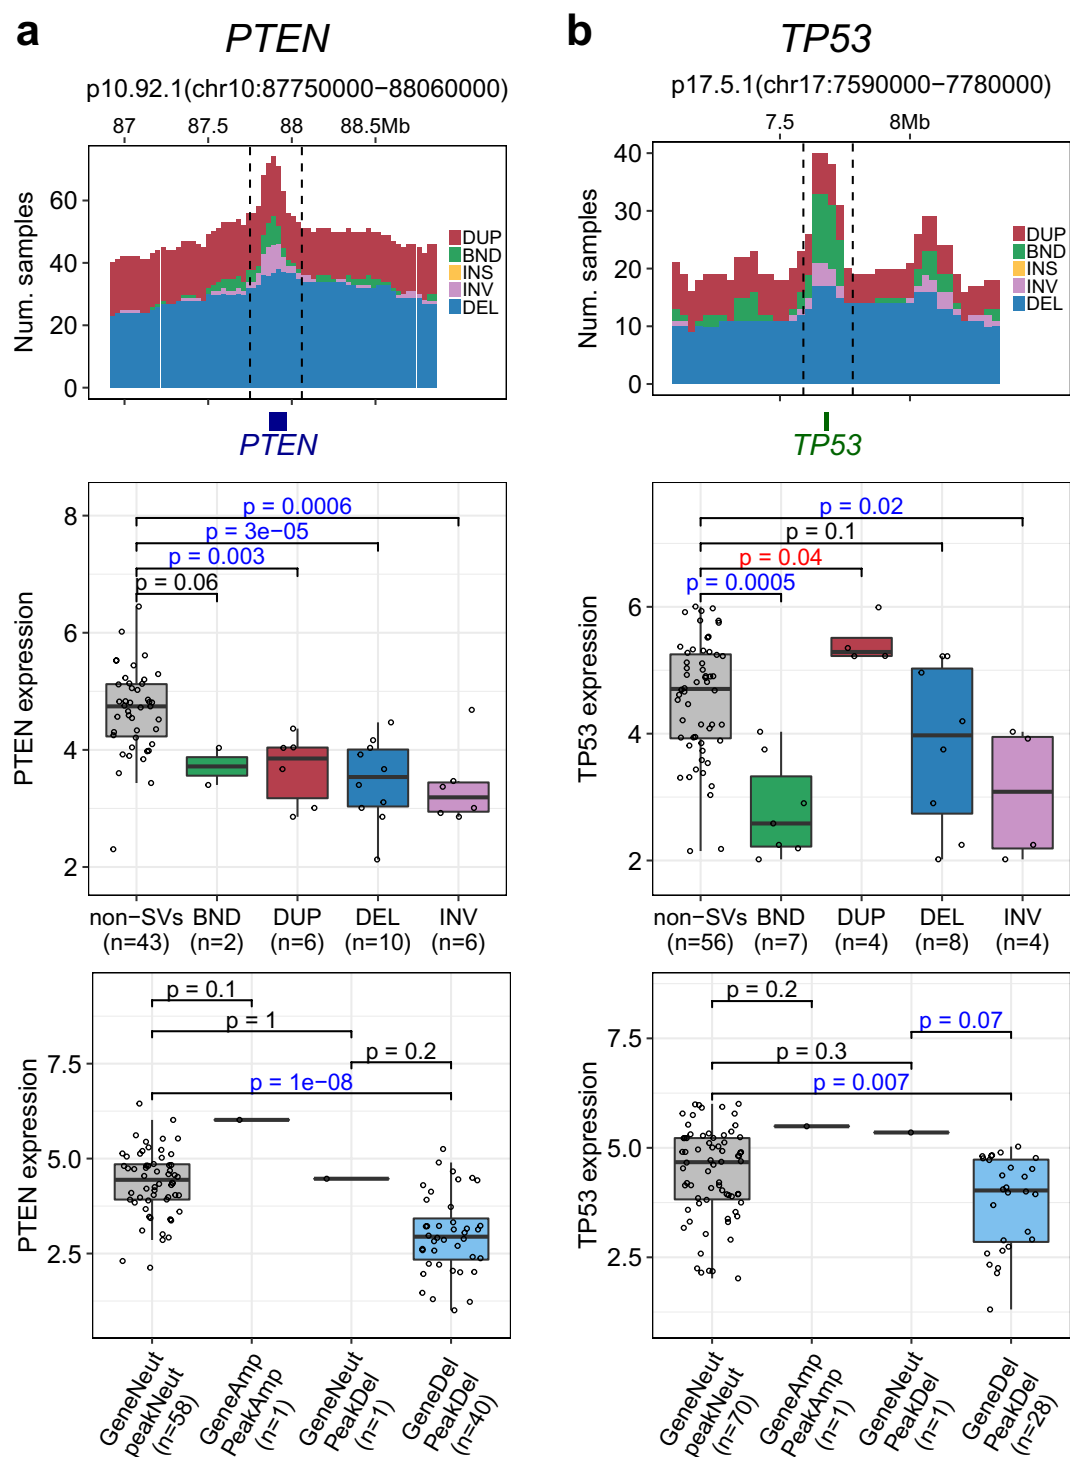 a
PTEN
p10.92.1(chr10:87750000−88060000)
87 87.5 88 88.5Mb
Num. samples
60
40
20
0
DUP
BND
INS
INV
DEL
PTEN
PTEN expression
8
6
4
2
p = 0.0006
p = 3e−05
p = 0.003
p = 0.06
non−SVs BND DUP DEL INV
(n=43) (n=2) (n=6) (n=10) (n=6)
PTEN expression
7.5
5.0
2.5
p = 0.1
p = 1
p = 0.2
p = 1e−08
GeneNeut
peakNeut
(n=58)
GeneAmp
PeakAmp
(n=1)
GeneNeut
PeakDel
(n=1)
GeneDel
PeakDel
(n=40)
b
TP53
p17.5.1(chr17:7590000−7780000)
7.5 8Mb
Num. samples
40
30
20
10
0
DUP
BND
INS
INV
DEL
TP53
TP53 expression
6
4
2
p = 0.02
p = 0.1
p = 0.04
p = 0.0005
non−SVs BND DUP DEL INV
(n=56) (n=7) (n=4) (n=8) (n=4)
TP53 expression
7.5
5.0
2.5
p = 0.2
p = 0.07
p = 0.3
p = 0.007
GeneNeut
peakNeut
(n=70)
GeneAmp
PeakAmp
(n=1)
GeneNeut
PeakDel
(n=1)
GeneDel
PeakDel
(n=28)